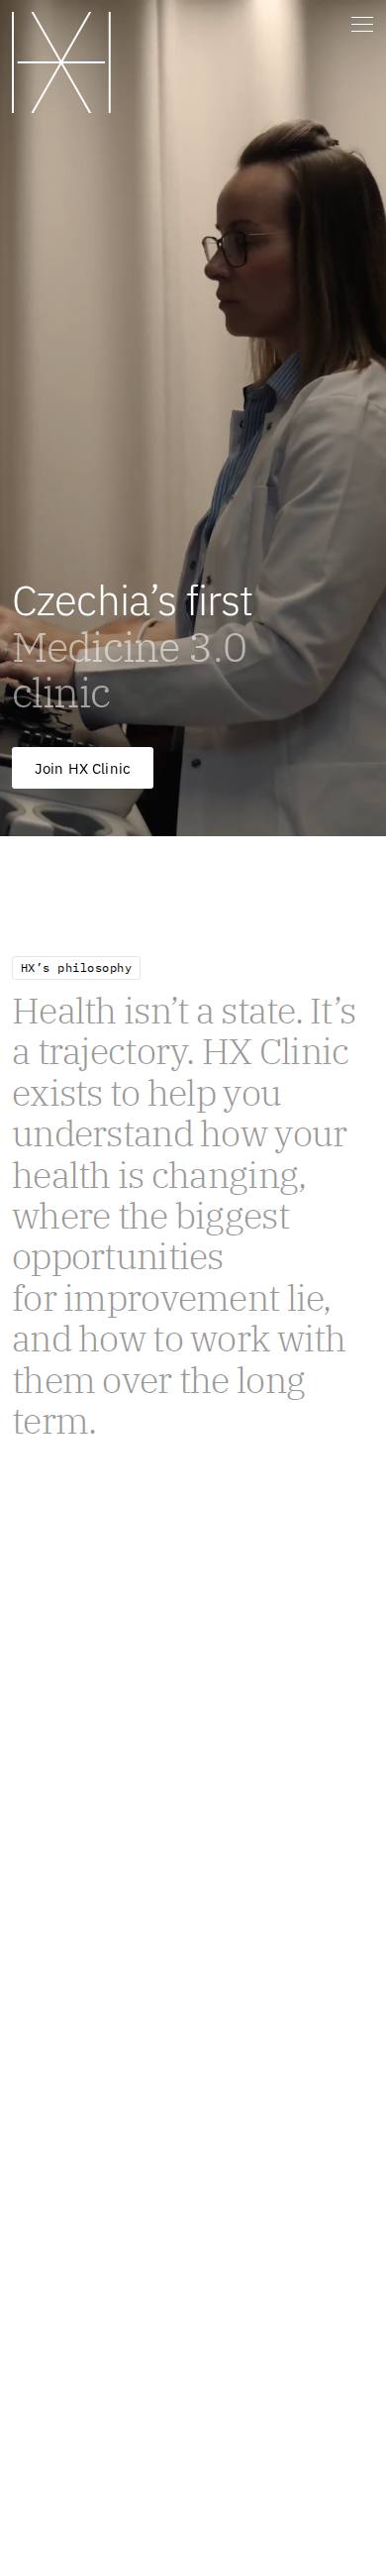 HX
Czechia’s first
Medicine 3.0
clinic
Join HX Clinic
HX’s philosophy
Health isn’t a state. It’s
a trajectory. HX Clinic
exists to help you
understand how your
health is changing,
where the biggest
opportunities
for improvement lie,
and how to work with
them over the long
term.